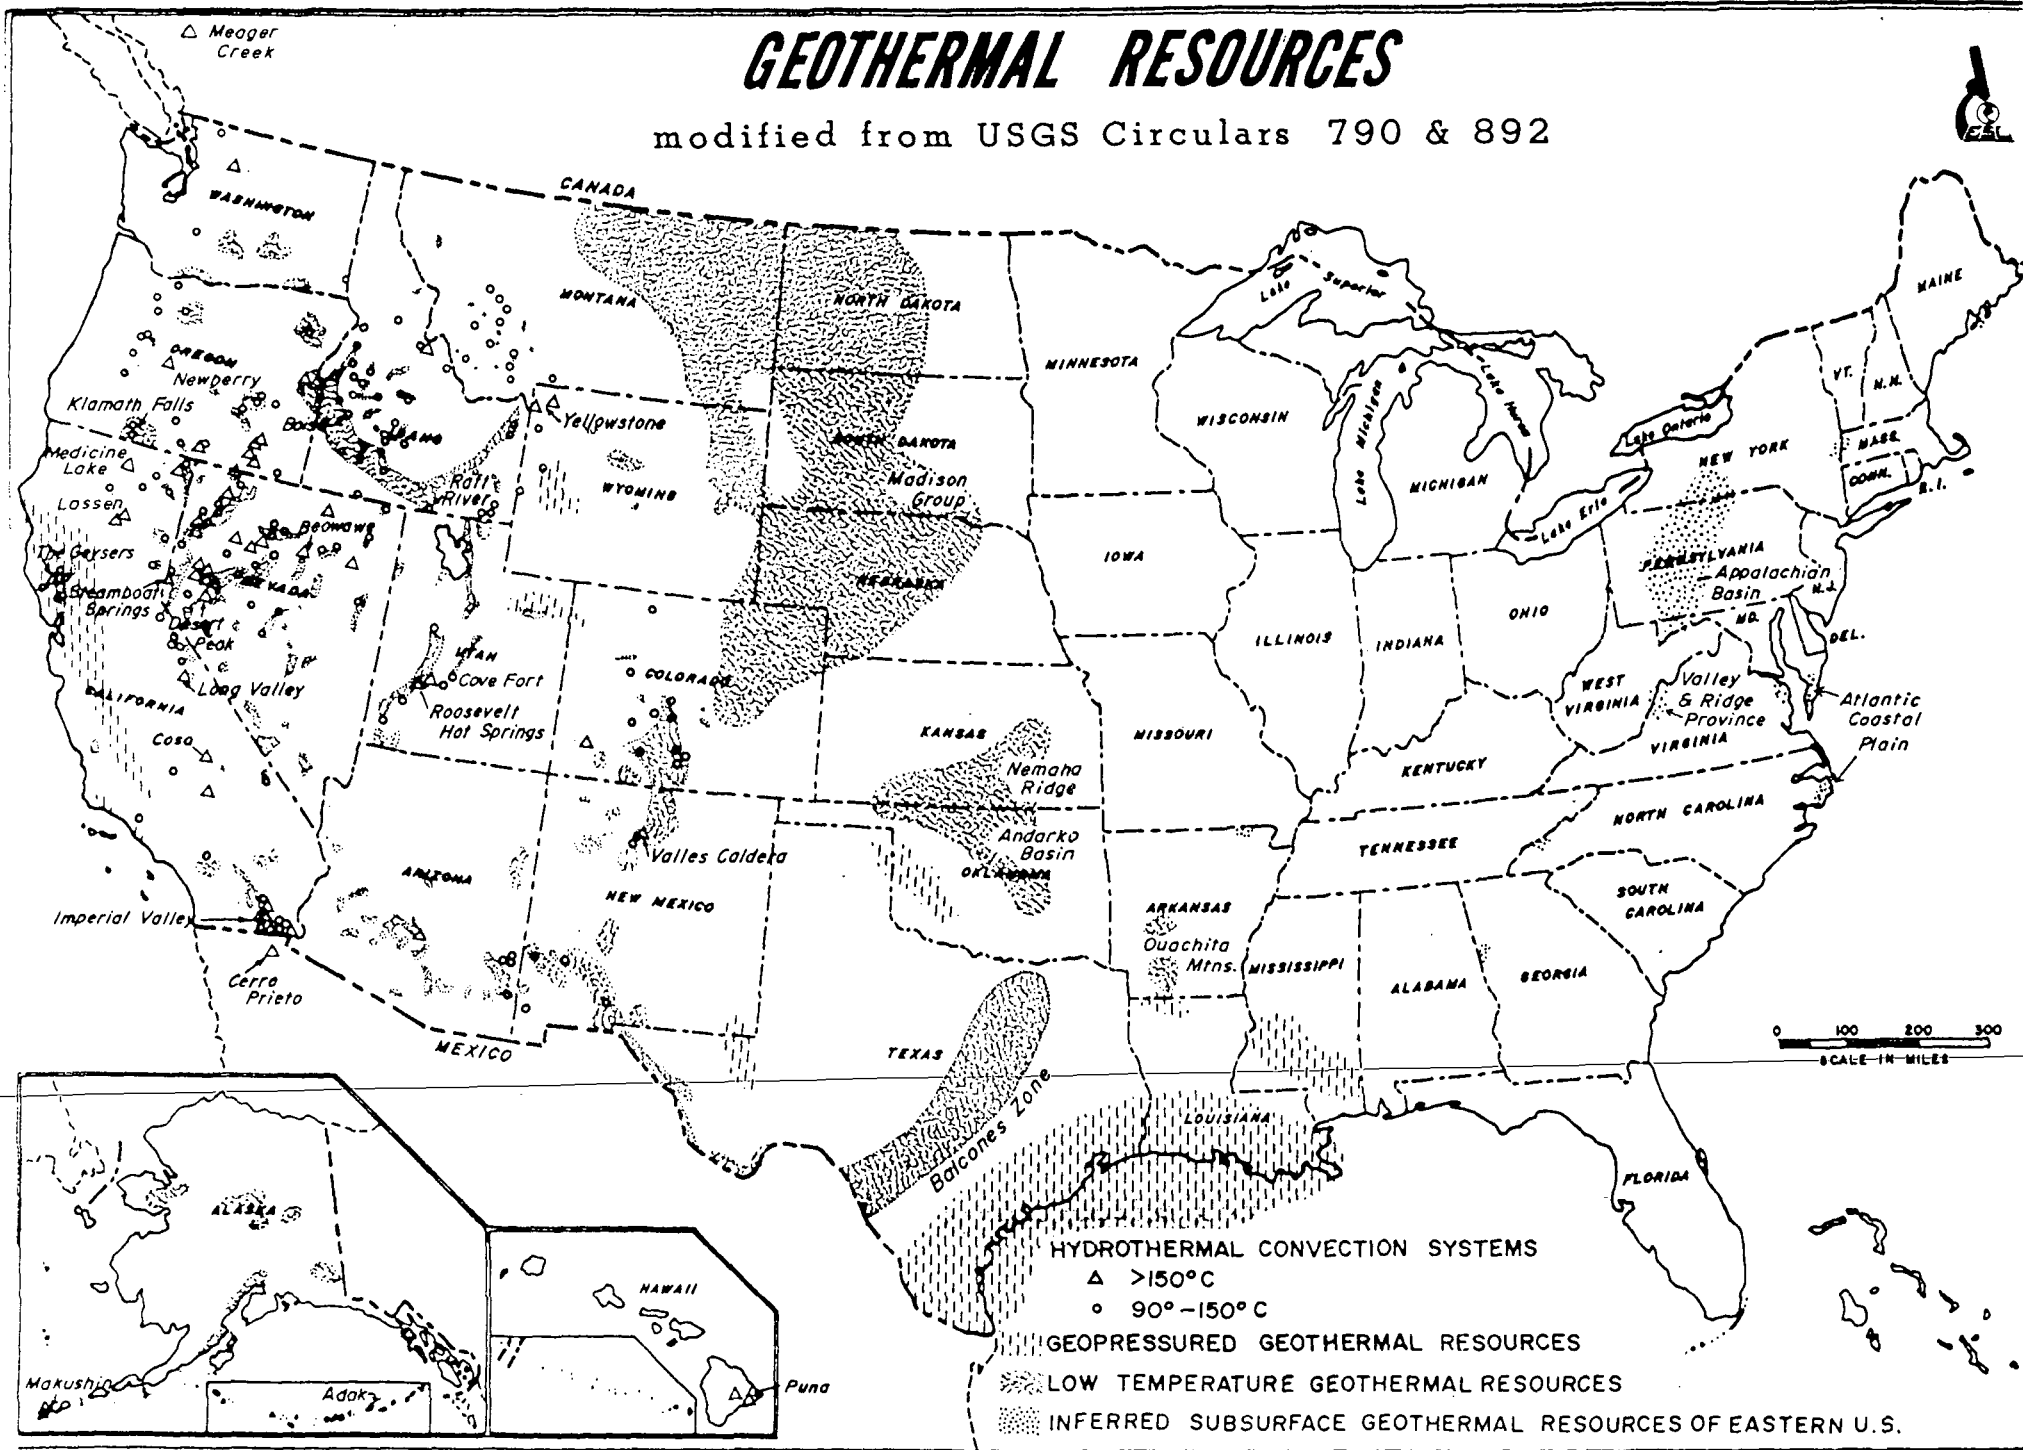 GEOTHERMAL RESOURCES
modified from USGS Circulars 790 & 892
ESL
Meager
Creek
CANADA
WASHINGTON
MONTANA
NORTH DAKOTA
MINNESOTA
Lake Superior
MAINE
OREGON
Newberry
Klamath Falls
Medicine
Lake
Lassen
IDAHO
Yellowstone
Raft
River
WYOMING
SOUTH DAKOTA
Madison
Group
WISCONSIN
Lake Michigan
MICHIGAN
Lake Huron
Lake Ontario
Lake Erie
VT.
N.H.
MASS.
CONN.
R.I.
NEW YORK
The Geysers
Steamboat
Springs
Beowawe
NEVADA
Desert
Peak
Long Valley
CALIFORNIA
Coso
UTAH
Cove Fort
Roosevelt
Hot Springs
COLORADO
NEBRASKA
IOWA
ILLINOIS
INDIANA
OHIO
PENNSYLVANIA
Appalachian
Basin
N.J.
MD.
DEL.
WEST
VIRGINIA
Valley
& Ridge
Province
VIRGINIA
Atlantic
Coastal
Plain
KANSAS
Nemaha
Ridge
MISSOURI
KENTUCKY
Andarko
Basin
OKLAHOMA
TENNESSEE
NORTH CAROLINA
SOUTH
CAROLINA
ARIZONA
Valles Caldera
NEW MEXICO
Imperial Valley
Cerro
Prieto
MEXICO
ARKANSAS
Ouachita
Mtns.
MISSISSIPPI
ALABAMA
GEORGIA
TEXAS
Balcones Zone
LOUISIANA
FLORIDA
0 100 200 300
SCALE IN MILES
ALASKA
Makushin
Adak
HAWAII
Puna
HYDROTHERMAL CONVECTION SYSTEMS
>150°C
90°-150°C
GEOPRESSURED GEOTHERMAL RESOURCES
LOW TEMPERATURE GEOTHERMAL RESOURCES
INFERRED SUBSURFACE GEOTHERMAL RESOURCES OF EASTERN U.S.